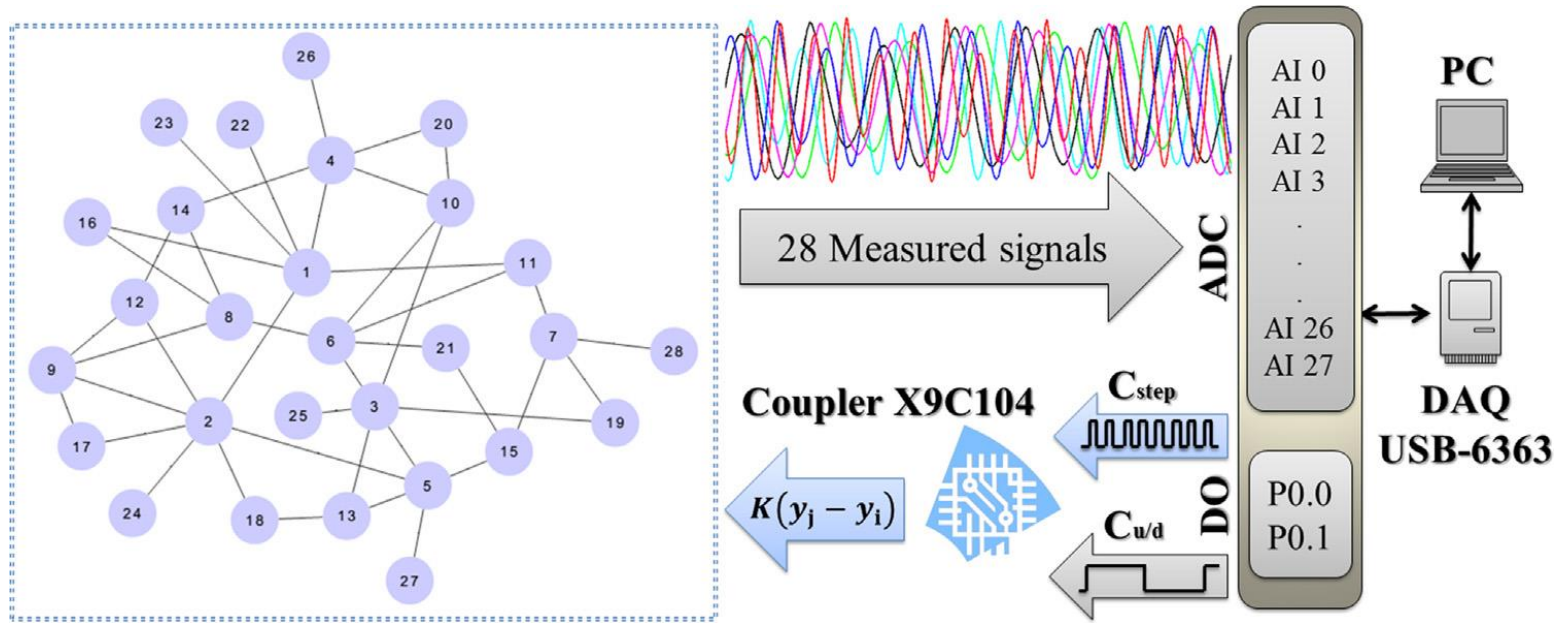 26
23
22
20
4
14
10
16
1
11
12
8
6
7
21
28
9
3
25
2
19
17
15
5
24
18
13
27
28 Measured signals
ADC
AI 0
AI 1
AI 2
AI 3
.
.
.
AI 26
AI 27
PC
DAQ
USB-6363
Coupler X9C104
Cstep
K(yj − yi)
Cu/d
DO
P0.0
P0.1